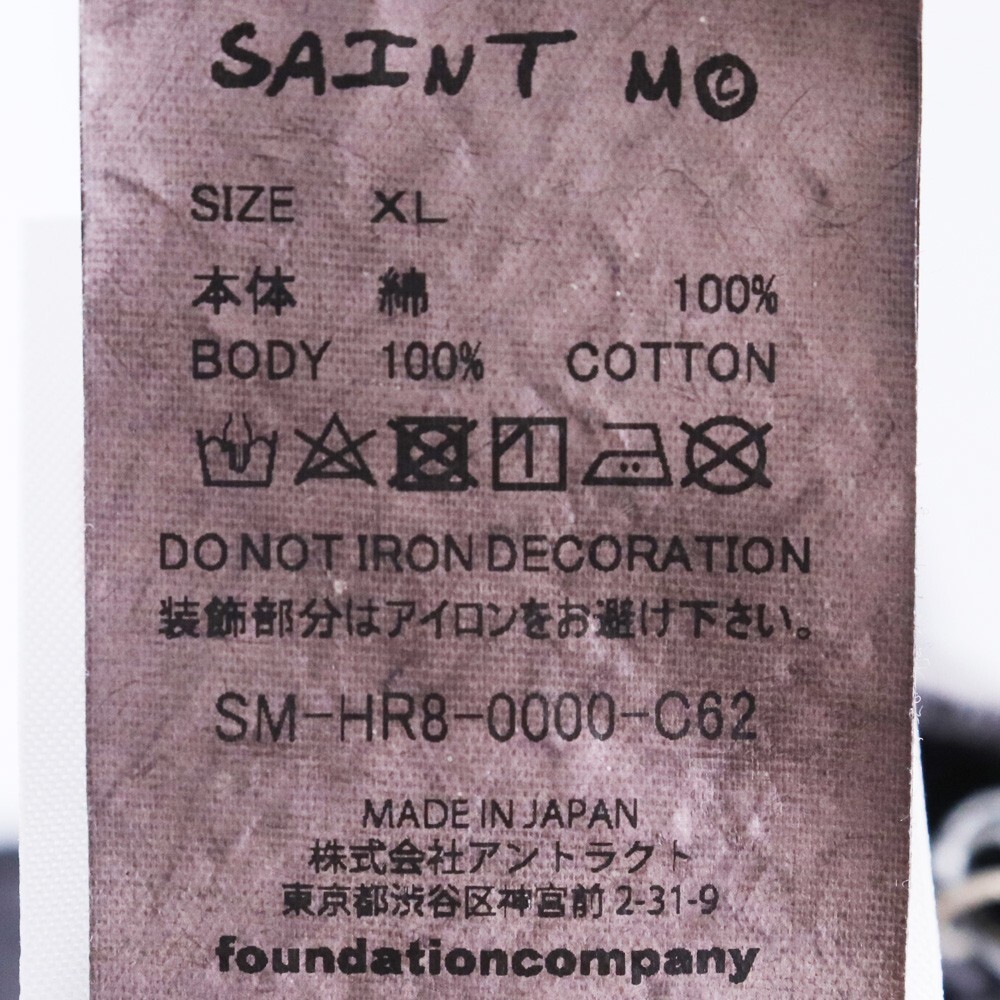 SAINT M©
SIZE XL
本体 綿 100%
BODY 100% COTTON
DO NOT IRON DECORATION
装飾部分はアイロンをお避け下さい。
SM-HR8-0000-C62
MADE IN JAPAN
株式会社アントラクト
東京都渋谷区神宮前 2-31-9
foundationcompany